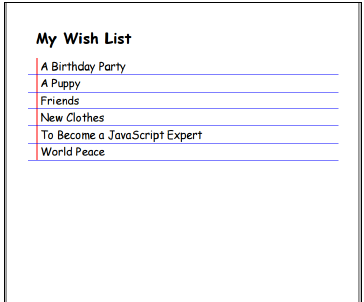 My Wish List
A Birthday Party
A Puppy
Friends
New Clothes
To Become a JavaScript Expert
World Peace